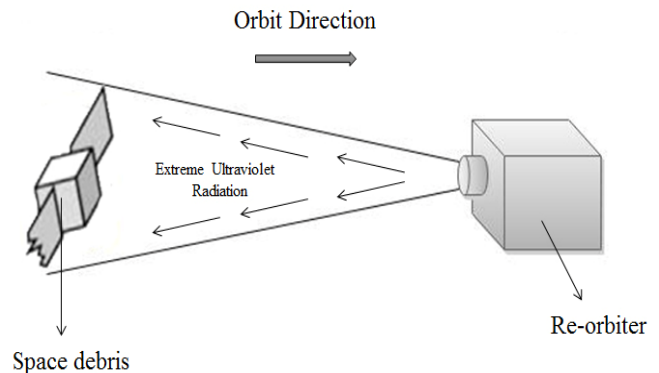 Orbit Direction
Extreme Ultraviolet
Radiation
Re-orbiter
Space debris